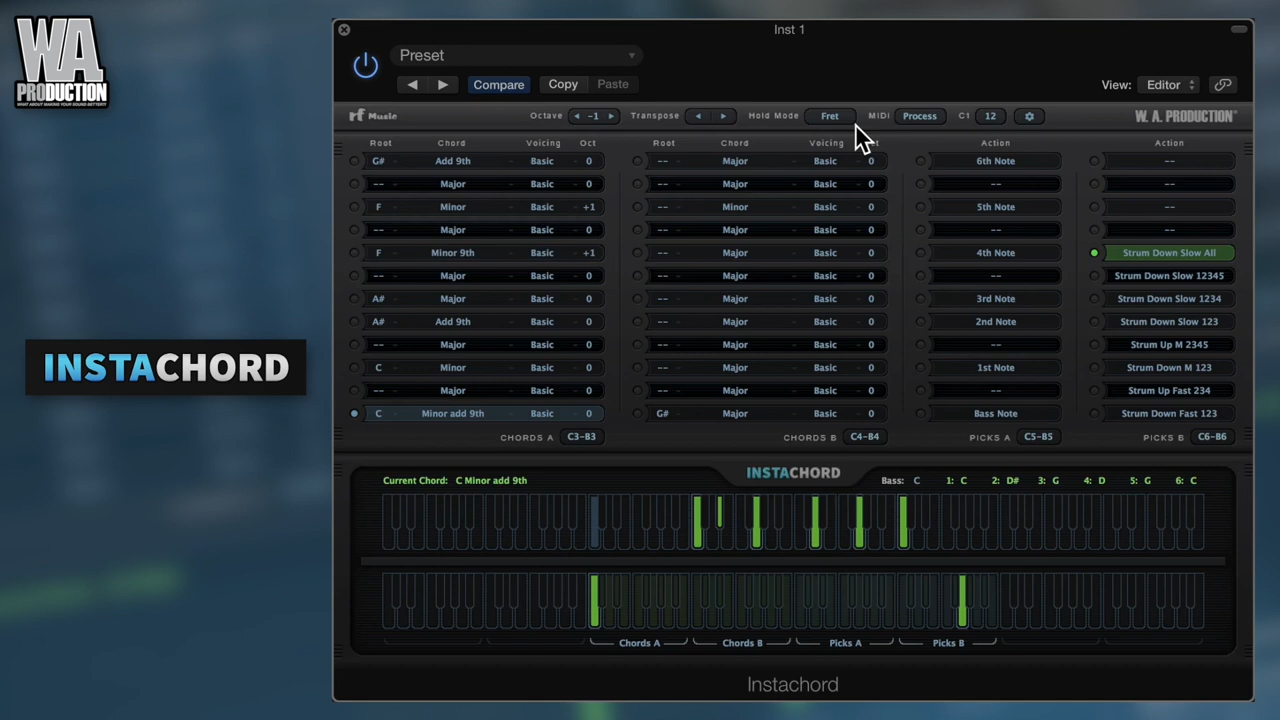 WA
PRODUCTION
WHAT ABOUT MAKING YOUR SOUND BETTER?
INSTACHORD
Inst 1
Preset
Compare Copy Paste View: Editor
rf Music Octave -1 Transpose Hold Mode Fret MIDI Process C1 12 W. A. PRODUCTION
Root Chord Voicing Oct Root Chord Voicing Action Action
G# Add 9th Basic 0 -- Major Basic 0 6th Note --
-- Major Basic 0 -- Major Basic 0 -- --
F Minor Basic +1 -- Minor Basic 0 5th Note --
-- Major Basic 0 -- Major Basic 0 -- --
F Minor 9th Basic +1 -- Major Basic 0 4th Note Strum Down Slow All
-- Major Basic 0 -- Major Basic 0 -- Strum Down Slow 12345
A# Major Basic 0 -- Major Basic 0 3rd Note Strum Down Slow 1234
A# Add 9th Basic 0 -- Major Basic 0 2nd Note Strum Down Slow 123
-- Major Basic 0 -- Major Basic 0 -- Strum Up M 2345
C Minor Basic 0 -- Major Basic 0 1st Note Strum Down M 123
-- Major Basic 0 -- Major Basic 0 -- Strum Up Fast 234
C Minor add 9th Basic 0 G# Major Basic 0 Bass Note Strum Down Fast 123
CHORDS A C3-B3 CHORDS B C4-B4 PICKS A C5-B5 PICKS B C6-B6
INSTACHORD
Current Chord: C Minor add 9th Bass: C 1: C 2: D# 3: G 4: D 5: G 6: C
Chords A Chords B Picks A Picks B
Instachord